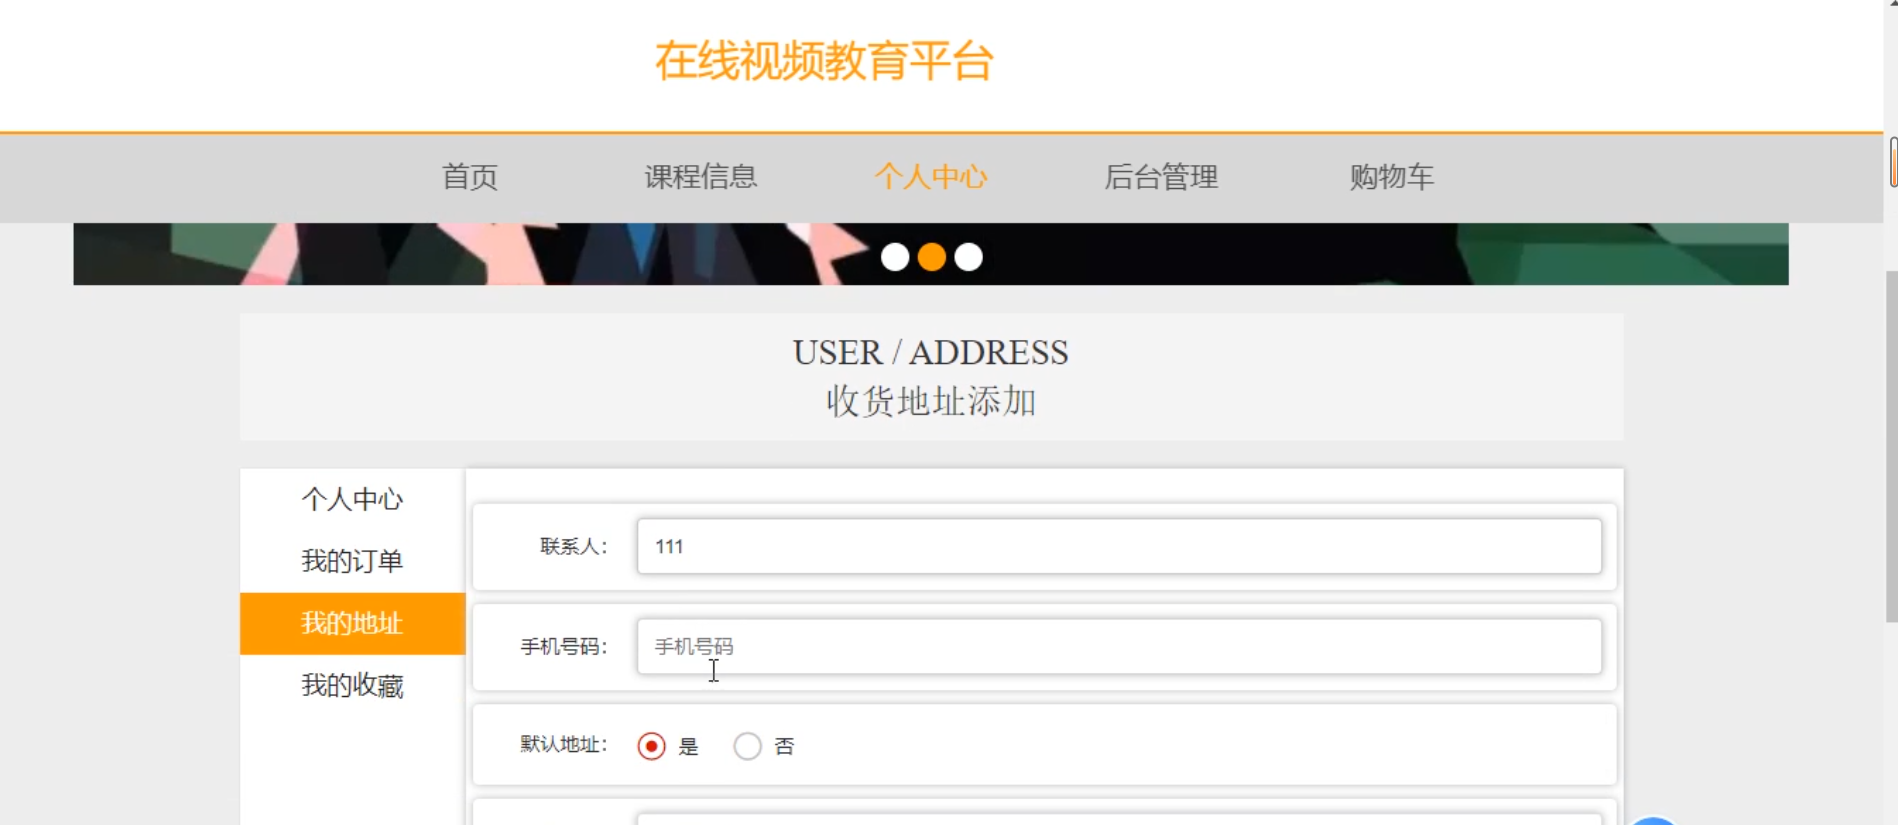 在线视频教育平台
首页 课程信息 个人中心 后台管理 购物车
USER / ADDRESS
收货地址添加
个人中心
我的订单
我的地址
我的收藏
联系人: 111
手机号码: 手机号码
默认地址: 是 否